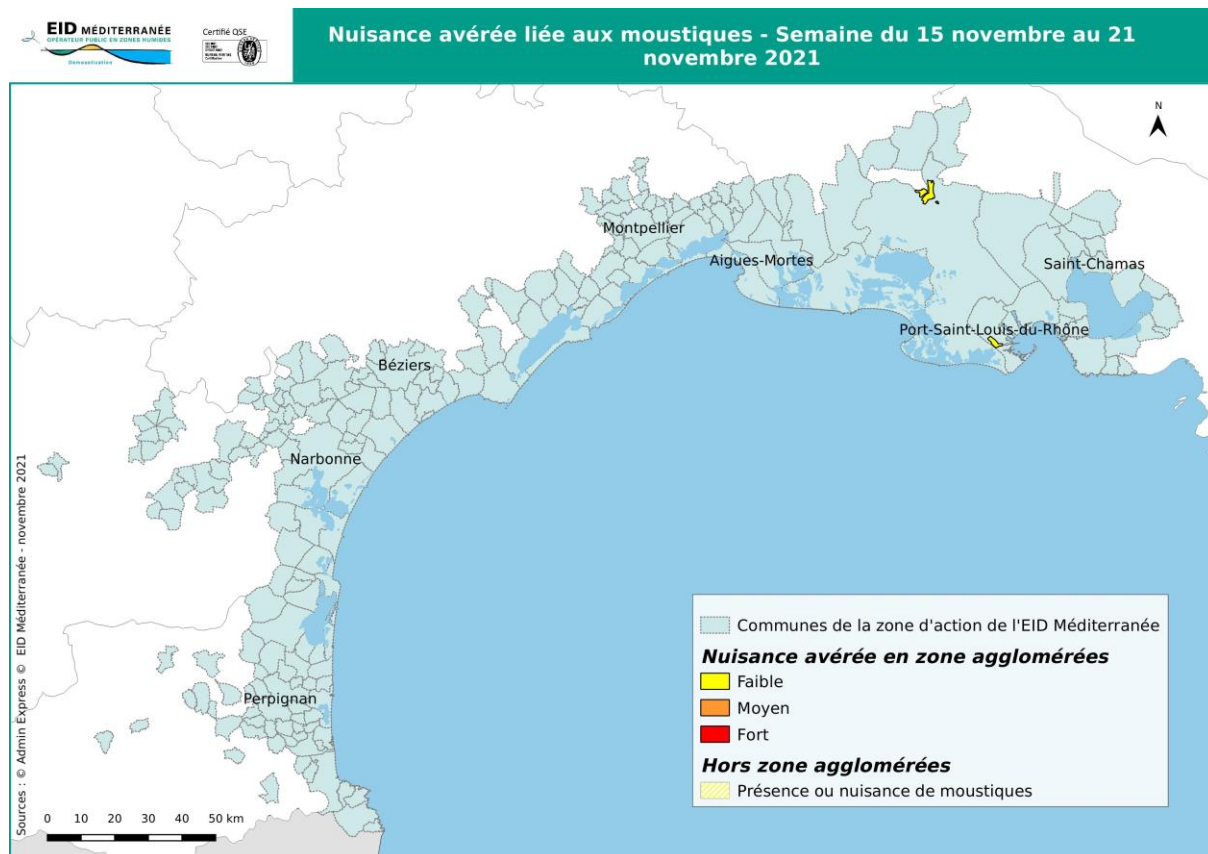 EID MÉDITERRANÉE
OPÉRATEUR PUBLIC EN ZONES HUMIDES
Démoustication
Certifié QSE
Nuisance avérée liée aux moustiques - Semaine du 15 novembre au 21
novembre 2021
N
Montpellier
Aigues-Mortes
Saint-Chamas
Port-Saint-Louis-du-Rhône
Béziers
Narbonne
Perpignan
Communes de la zone d'action de l'EID Méditerranée
Nuisance avérée en zone agglomérées
Faible
Moyen
Fort
Hors zone agglomérées
Présence ou nuisance de moustiques
0 10 20 30 40 50 km
Sources : © Admin Express © EID Méditerranée - novembre 2021